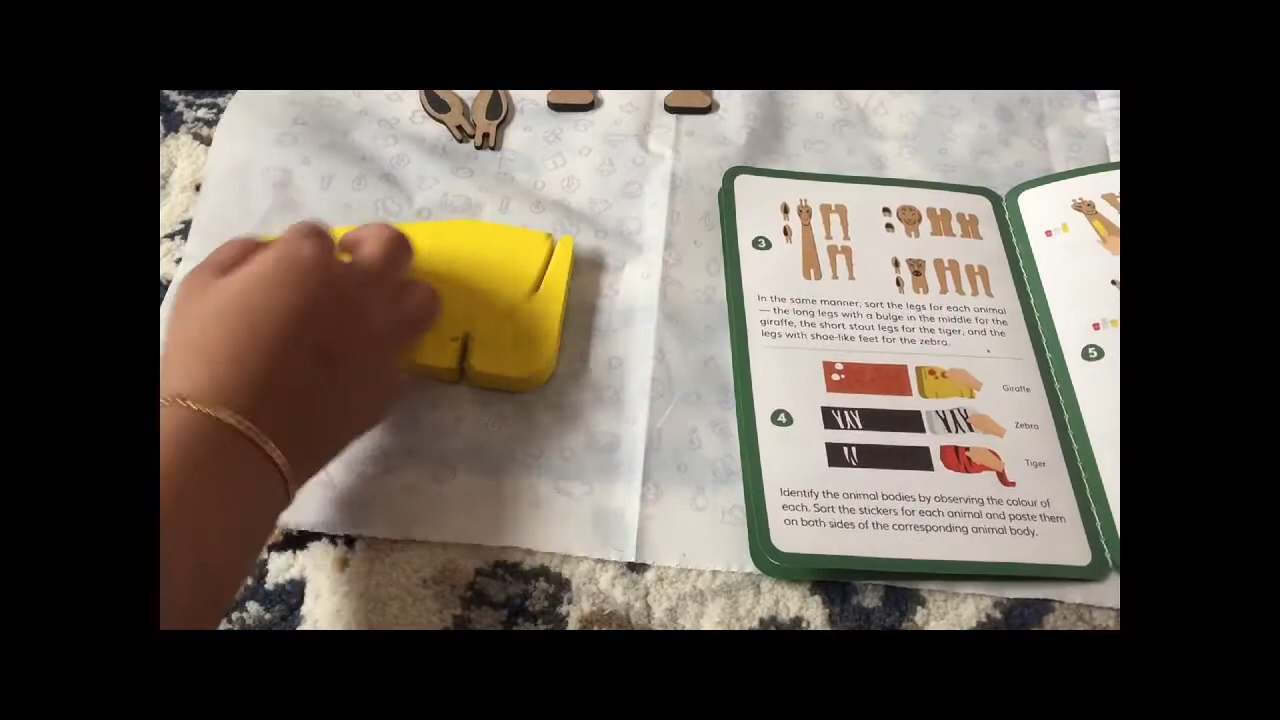 3
In the same manner, sort the legs for each animal
— the long legs with a bulge in the middle for the
giraffe, the short stout legs for the tiger, and the
legs with shoe-like feet for the zebra.
Giraffe
4
Zebra
Tiger
Identify the animal bodies by observing the colour of
each. Sort the stickers for each animal and paste them
on both sides of the corresponding animal body.
5